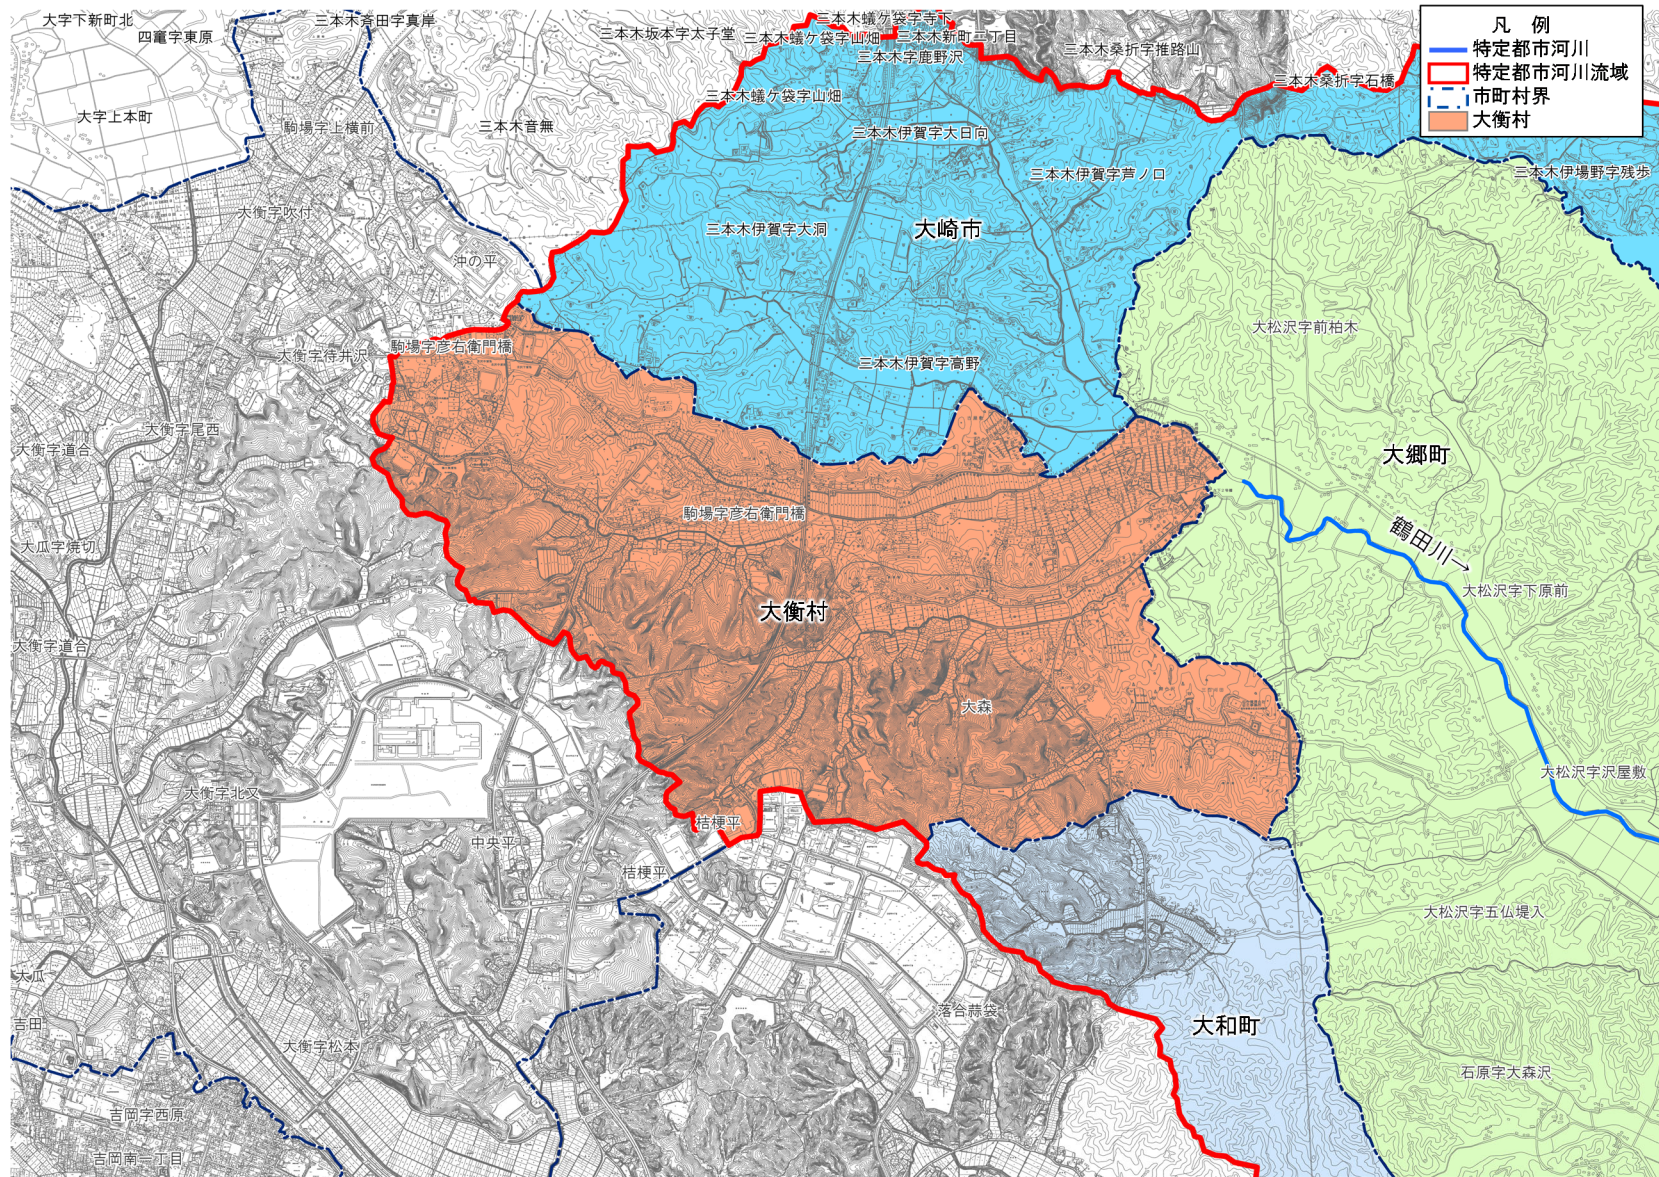 凡　例
特定都市河川
特定都市河川流域
市町村界
大衡村
大字下新町北
四竃字東原
三本木斉田字真岸
三本木坂本字太子堂
三本木蟻ケ袋字寺下
三本木蟻ケ袋字山畑
三本木新町二丁目
三本木字鹿野沢
三本木桑折字推路山
三本木桑折字石橋
三本木蟻ケ袋字山畑
大字上本町
駒場字上横前
三本木音無
三本木伊賀字大日向
三本木伊賀字芦ノ口
三本木伊場野字残歩
大衡字吹付
三本木伊賀字大洞
大崎市
沖の平
大松沢字前柏木
駒場字彦右衛門橋
大衡字待井沢
三本木伊賀字高野
大衡字尾西
大衡字道合
大郷町
駒場字彦右衛門橋
鶴田川→
大瓜字焼切
大松沢字下原前
大衡村
大衡字道合
大森
大松沢字沢屋敷
大衡字北又
桔梗平
中央平
桔梗平
大松沢字五仏堤入
大瓜
落合蒜袋
吉田
大和町
大衡字松本
石原字大森沢
吉岡字西原
吉岡南一丁目